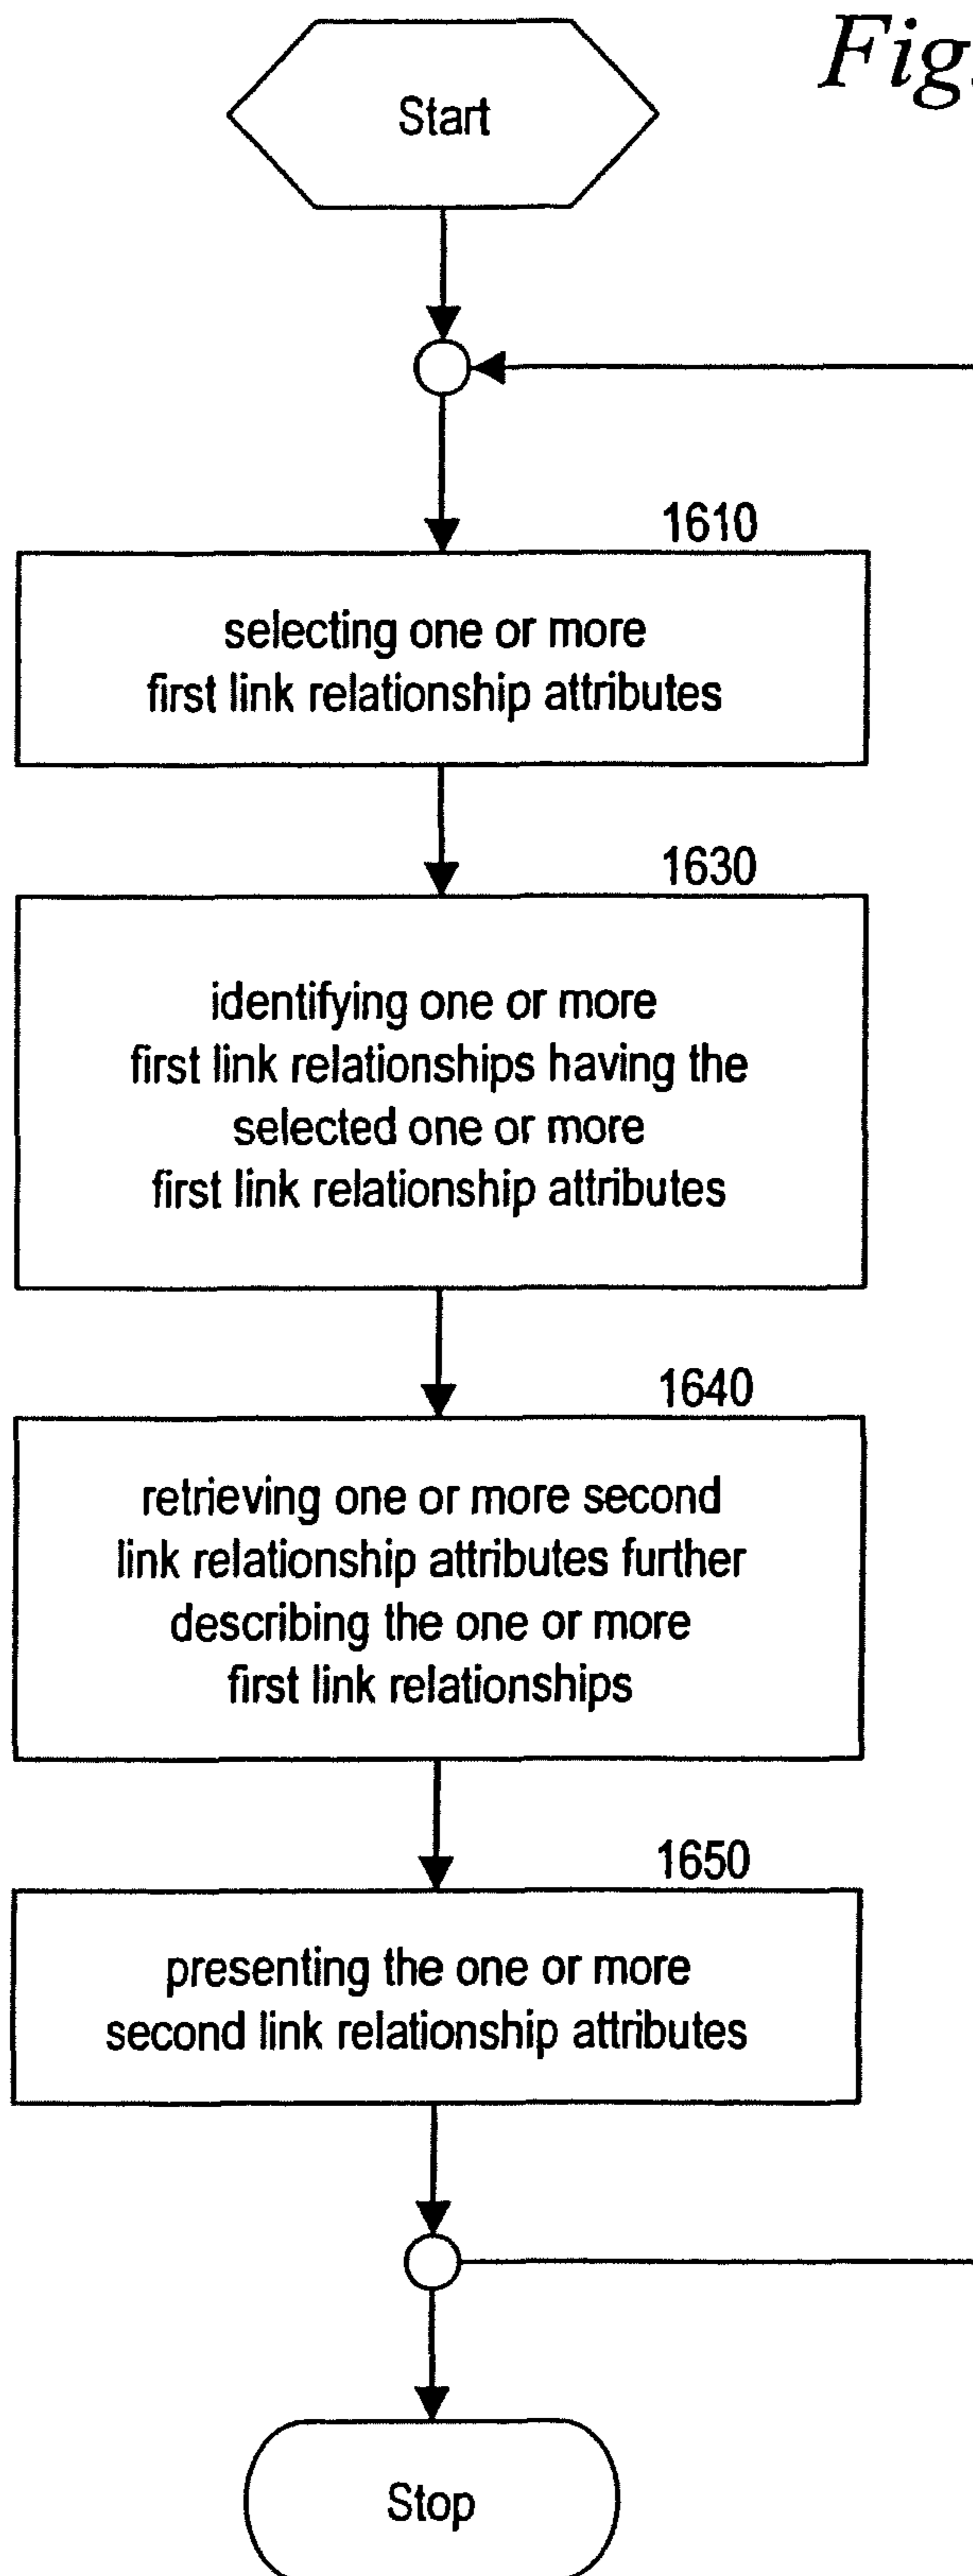 Fig.
Start
1610
selecting one or more
first link relationship attributes
1630
identifying one or more
first link relationships having the
selected one or more
first link relationship attributes
1640
retrieving one or more second
link relationship attributes further
describing the one or more
first link relationships
1650
presenting the one or more
second link relationship attributes
Stop